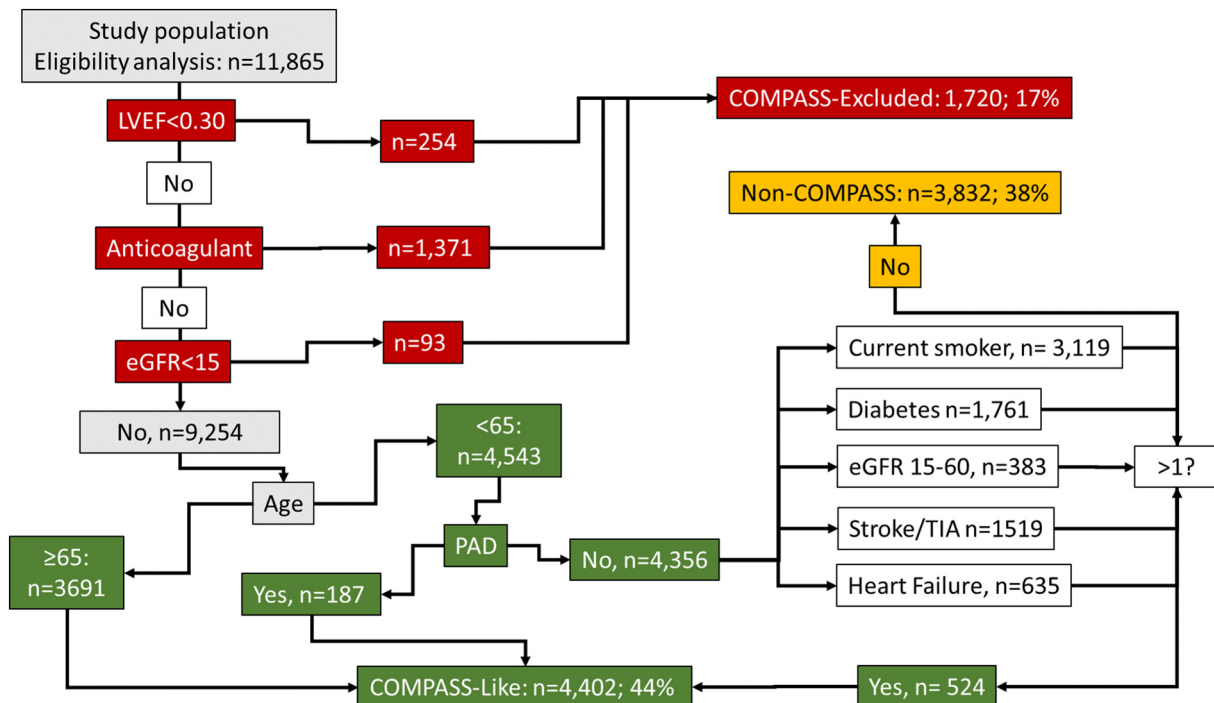 Study population
Eligibility analysis: n=11,865
LVEF<0.30
n=254
COMPASS-Excluded: 1,720; 17%
No
Non-COMPASS: n=3,832; 38%
Anticoagulant
n=1,371
No
No
eGFR<15
n=93
Current smoker, n= 3,119
No, n=9,254
<65:
n=4,543
Diabetes n=1,761
eGFR 15-60, n=383
>1?
Age
Stroke/TIA n=1519
PAD
No, n=4,356
≥65:
n=3691
Yes, n=187
Heart Failure, n=635
COMPASS-Like: n=4,402; 44%
Yes, n= 524